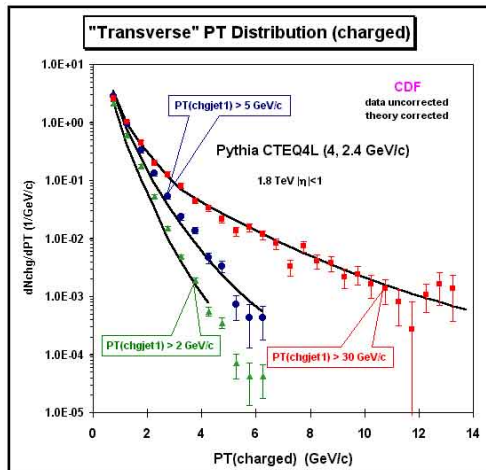 "Transverse" PT Distribution (charged)
1.0E+01
1.0E+00
1.0E-01
1.0E-02
1.0E-03
1.0E-04
1.0E-05
dNchg/dPT (1/GeV/c)
CDF
data uncorrected
theory corrected
PT(chgjet1) > 5 GeV/c
Pythia CTEQ4L (4, 2.4 GeV/c)
1.8 TeV |η|<1
PT(chgjet1) > 2 GeV/c
PT(chgjet1) > 30 GeV/c
0 2 4 6 8 10 12 14
PT(charged) (GeV/c)